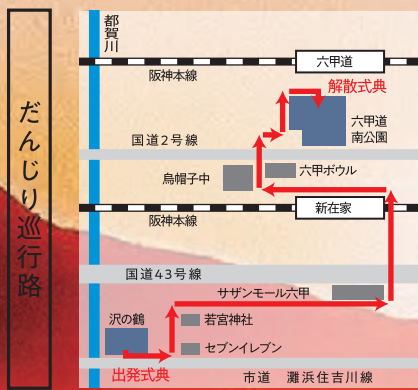 だんじり巡行路
都賀川
六甲道
阪神本線
解散式典
六甲道
南公園
国道2号線
烏帽子中
六甲ボウル
新在家
阪神本線
国道43号線
サザンモール六甲
沢の鶴
若宮神社
セブンイレブン
出発式典
市道 灘浜住吉川線